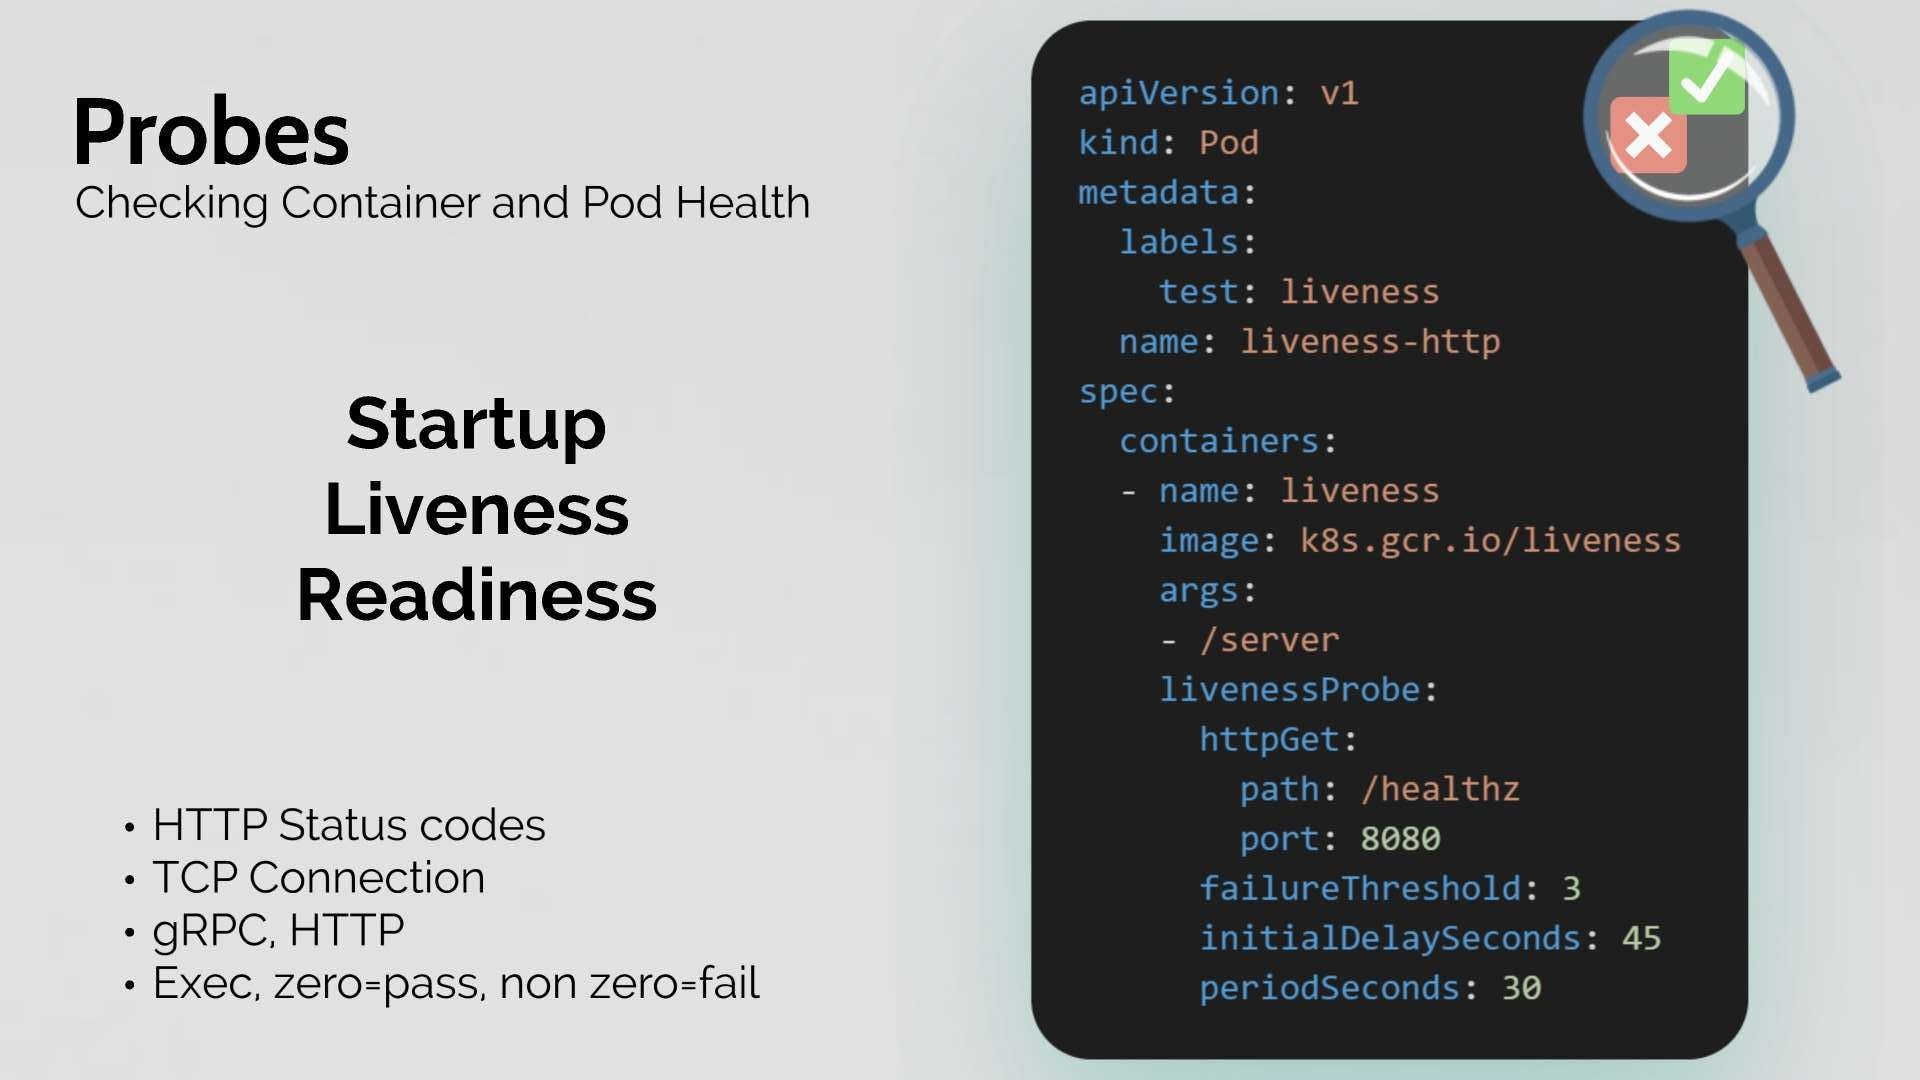 Probes
Checking Container and Pod Health
Startup
Liveness
Readiness
• HTTP Status codes
• TCP Connection
• gRPC, HTTP
• Exec, zero=pass, non zero=fail
apiVersion: v1
kind: Pod
metadata:
  labels:
    test: liveness
  name: liveness-http
spec:
  containers:
  - name: liveness
    image: k8s.gcr.io/liveness
    args:
    - /server
    livenessProbe:
      httpGet:
        path: /healthz
        port: 8080
      failureThreshold: 3
      initialDelaySeconds: 45
      periodSeconds: 30